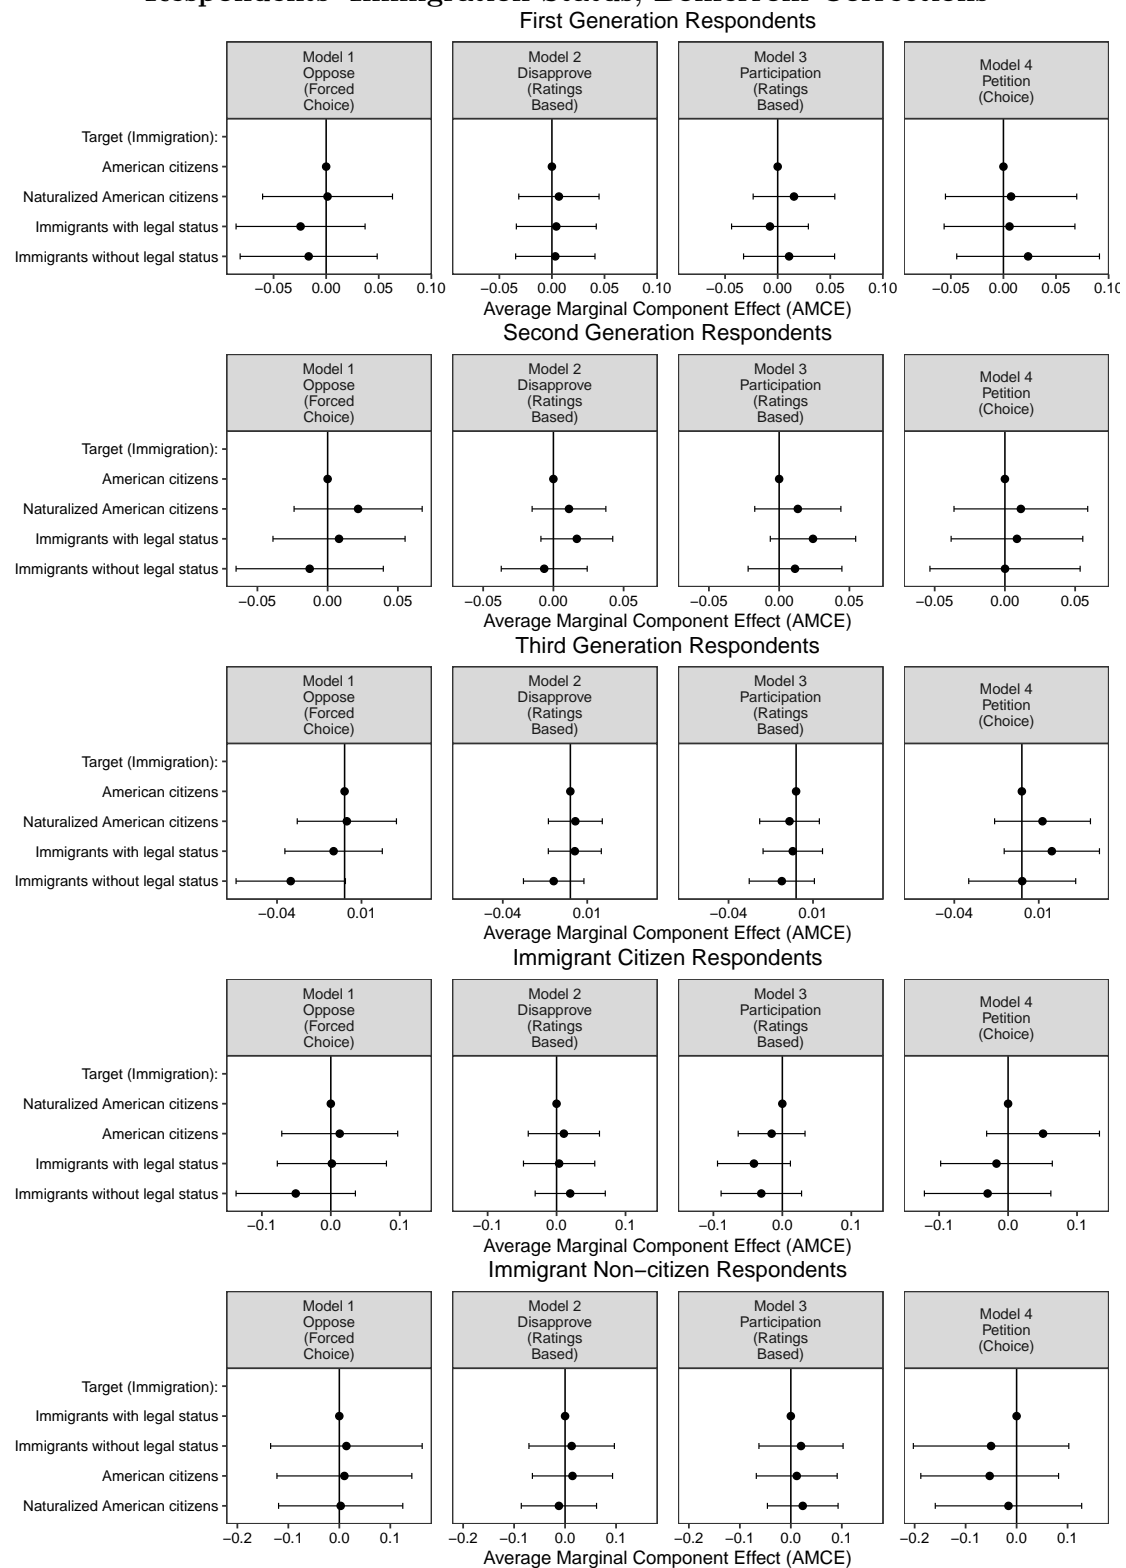 Respondents' Immigration Status, Bonferroni Corrections
First Generation Respondents
Model 1
Oppose
(Forced
Choice)
Model 2
Disapprove
(Ratings
Based)
Model 3
Participation
(Ratings
Based)
Model 4
Petition
(Choice)
Target (Immigration):
American citizens
Naturalized American citizens
Immigrants with legal status
Immigrants without legal status
−0.05 0.00 0.05 0.10 −0.05 0.00 0.05 0.10 −0.05 0.00 0.05 0.10 −0.05 0.00 0.05 0.10
Average Marginal Component Effect (AMCE)
Second Generation Respondents
Model 1
Oppose
(Forced
Choice)
Model 2
Disapprove
(Ratings
Based)
Model 3
Participation
(Ratings
Based)
Model 4
Petition
(Choice)
Target (Immigration):
American citizens
Naturalized American citizens
Immigrants with legal status
Immigrants without legal status
−0.05 0.00 0.05 −0.05 0.00 0.05 −0.05 0.00 0.05 −0.05 0.00 0.05
Average Marginal Component Effect (AMCE)
Third Generation Respondents
Model 1
Oppose
(Forced
Choice)
Model 2
Disapprove
(Ratings
Based)
Model 3
Participation
(Ratings
Based)
Model 4
Petition
(Choice)
Target (Immigration):
American citizens
Naturalized American citizens
Immigrants with legal status
Immigrants without legal status
−0.04 0.01 −0.04 0.01 −0.04 0.01 −0.04 0.01
Average Marginal Component Effect (AMCE)
Immigrant Citizen Respondents
Model 1
Oppose
(Forced
Choice)
Model 2
Disapprove
(Ratings
Based)
Model 3
Participation
(Ratings
Based)
Model 4
Petition
(Choice)
Target (Immigration):
Naturalized American citizens
American citizens
Immigrants with legal status
Immigrants without legal status
−0.1 0.0 0.1 −0.1 0.0 0.1 −0.1 0.0 0.1 −0.1 0.0 0.1
Average Marginal Component Effect (AMCE)
Immigrant Non−citizen Respondents
Model 1
Oppose
(Forced
Choice)
Model 2
Disapprove
(Ratings
Based)
Model 3
Participation
(Ratings
Based)
Model 4
Petition
(Choice)
Target (Immigration):
Immigrants with legal status
Immigrants without legal status
American citizens
Naturalized American citizens
−0.2 −0.1 0.0 0.1 −0.2 −0.1 0.0 0.1 −0.2 −0.1 0.0 0.1 −0.2 −0.1 0.0 0.1
Average Marginal Component Effect (AMCE)